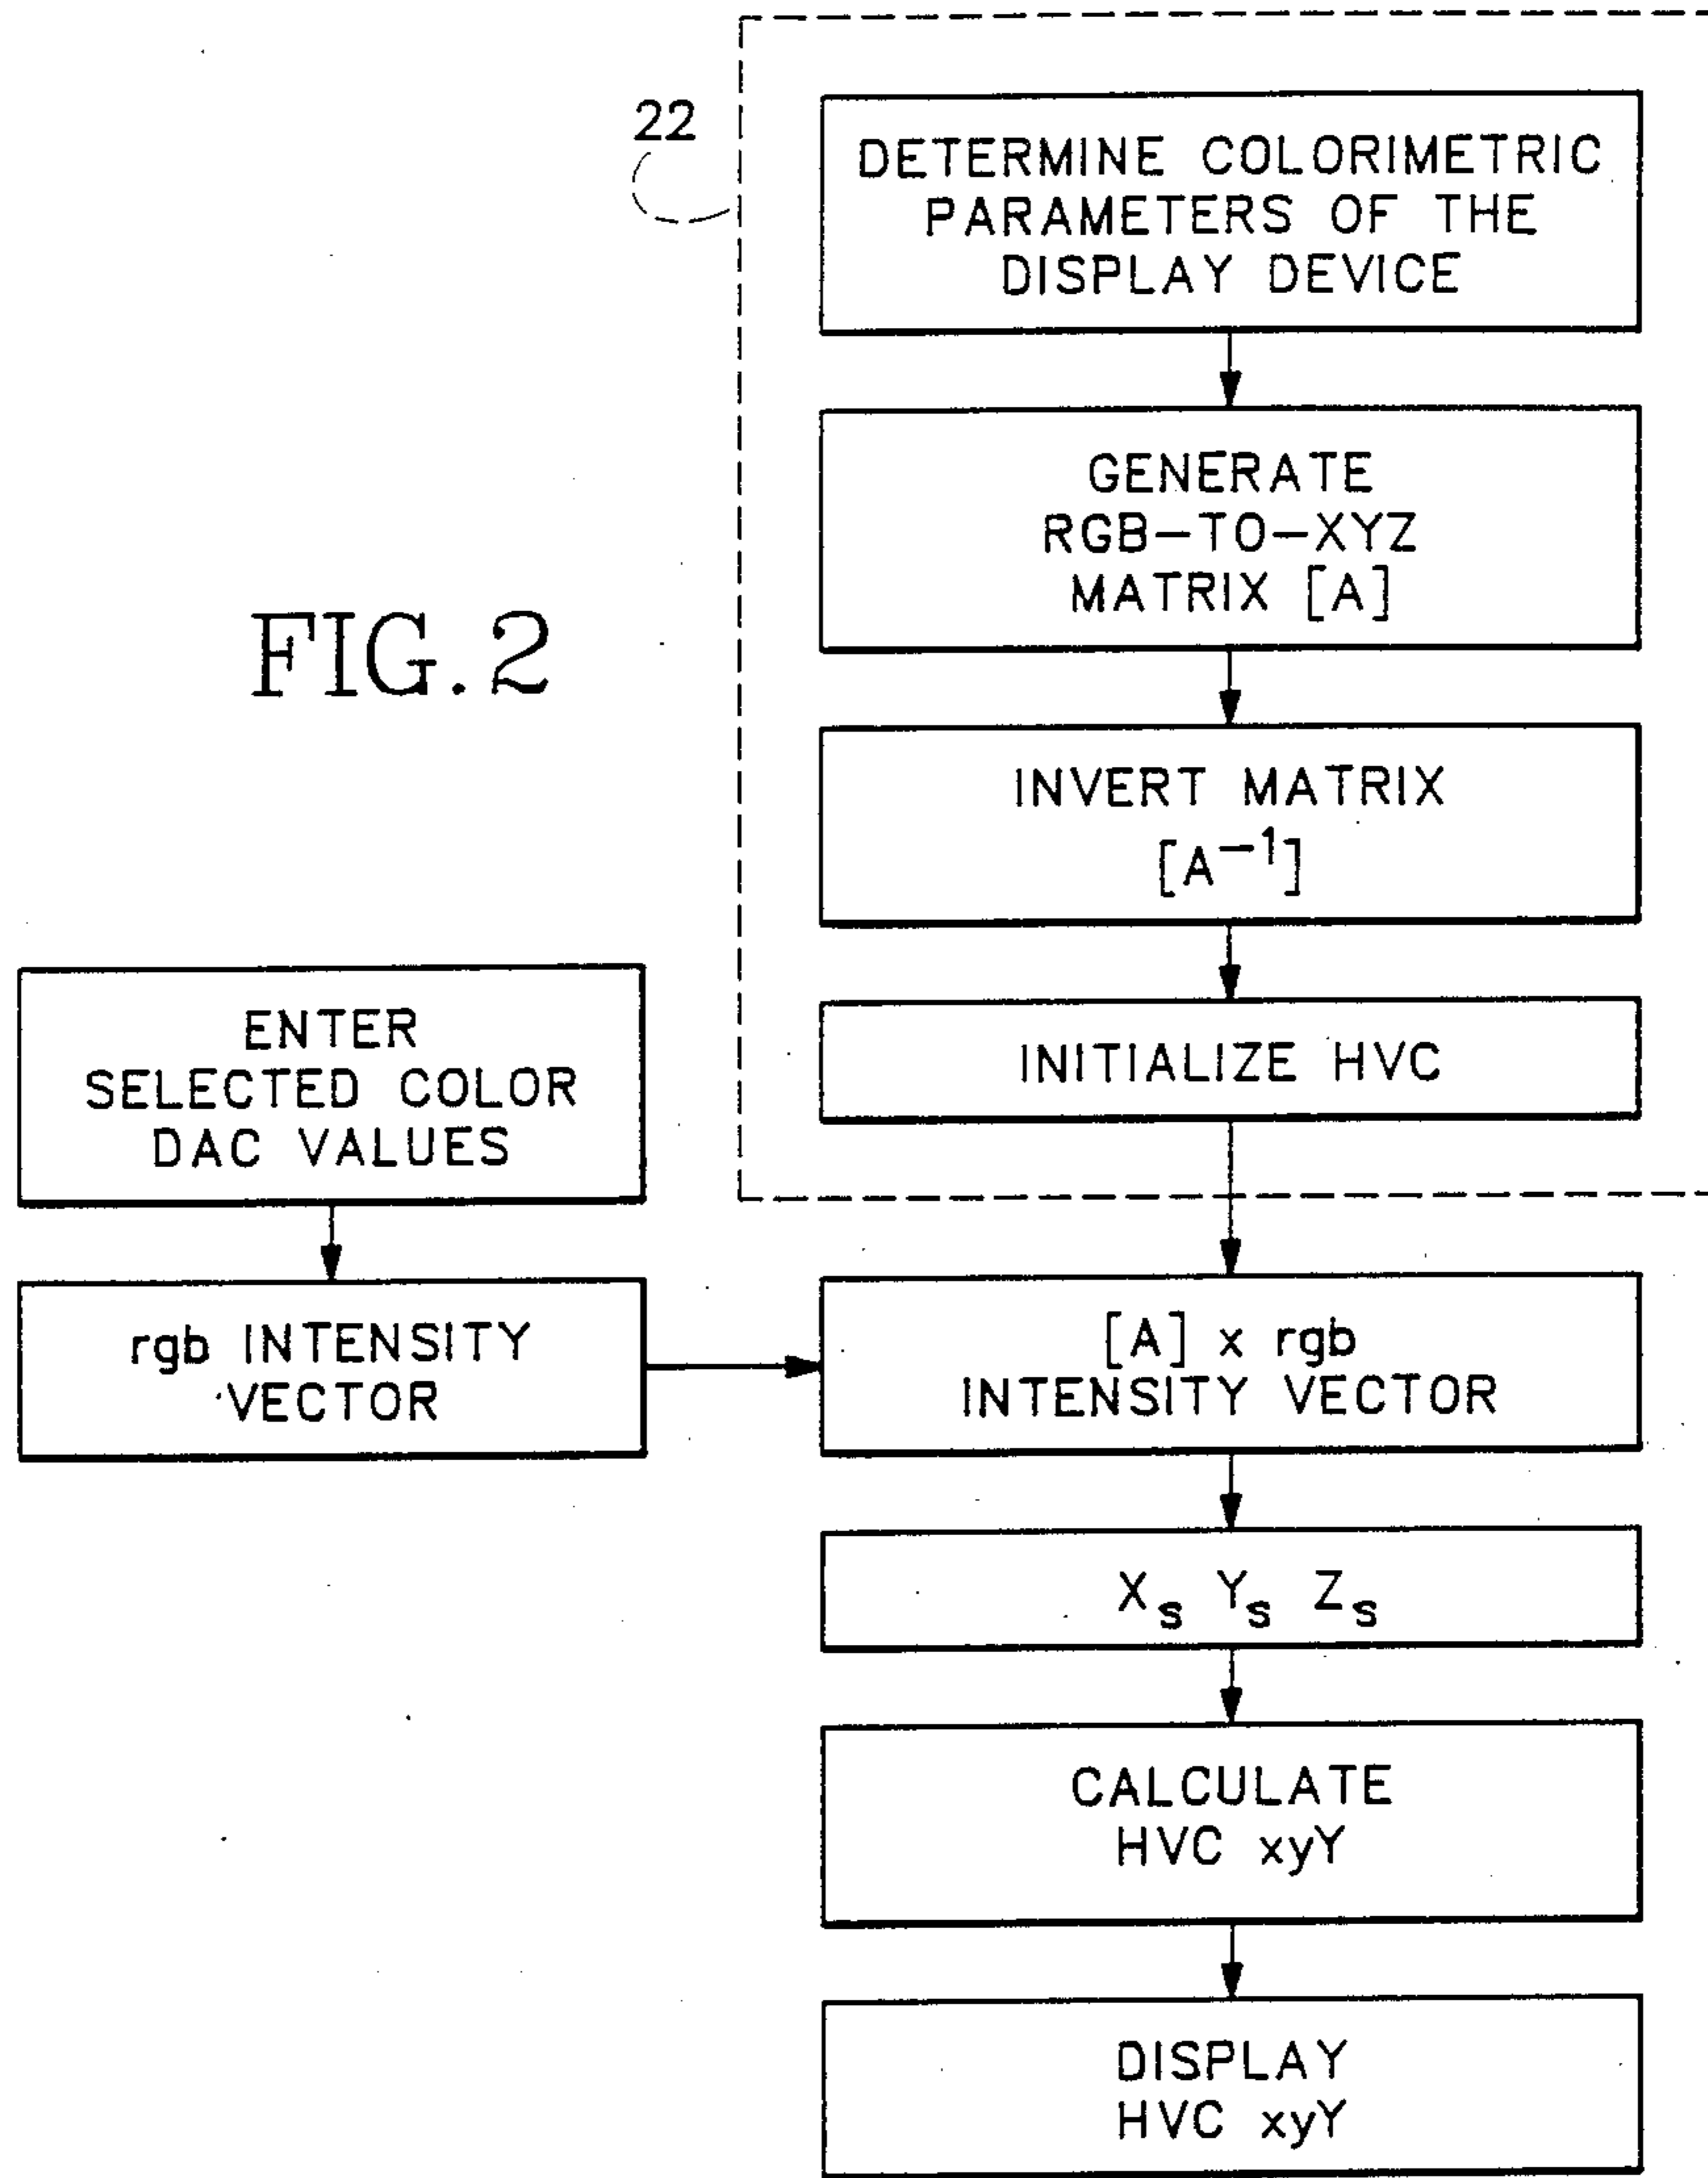 22
DETERMINE COLORIMETRIC
PARAMETERS OF THE
DISPLAY DEVICE
GENERATE
RGB-TO-XYZ
MATRIX [A]
FIG. 2
INVERT MATRIX
[A⁻¹]
INITIALIZE HVC
ENTER
SELECTED COLOR
DAC VALUES
rgb INTENSITY
VECTOR
[A] x rgb
INTENSITY VECTOR
Xₛ Yₛ Zₛ
CALCULATE
HVC xyY
DISPLAY
HVC xyY